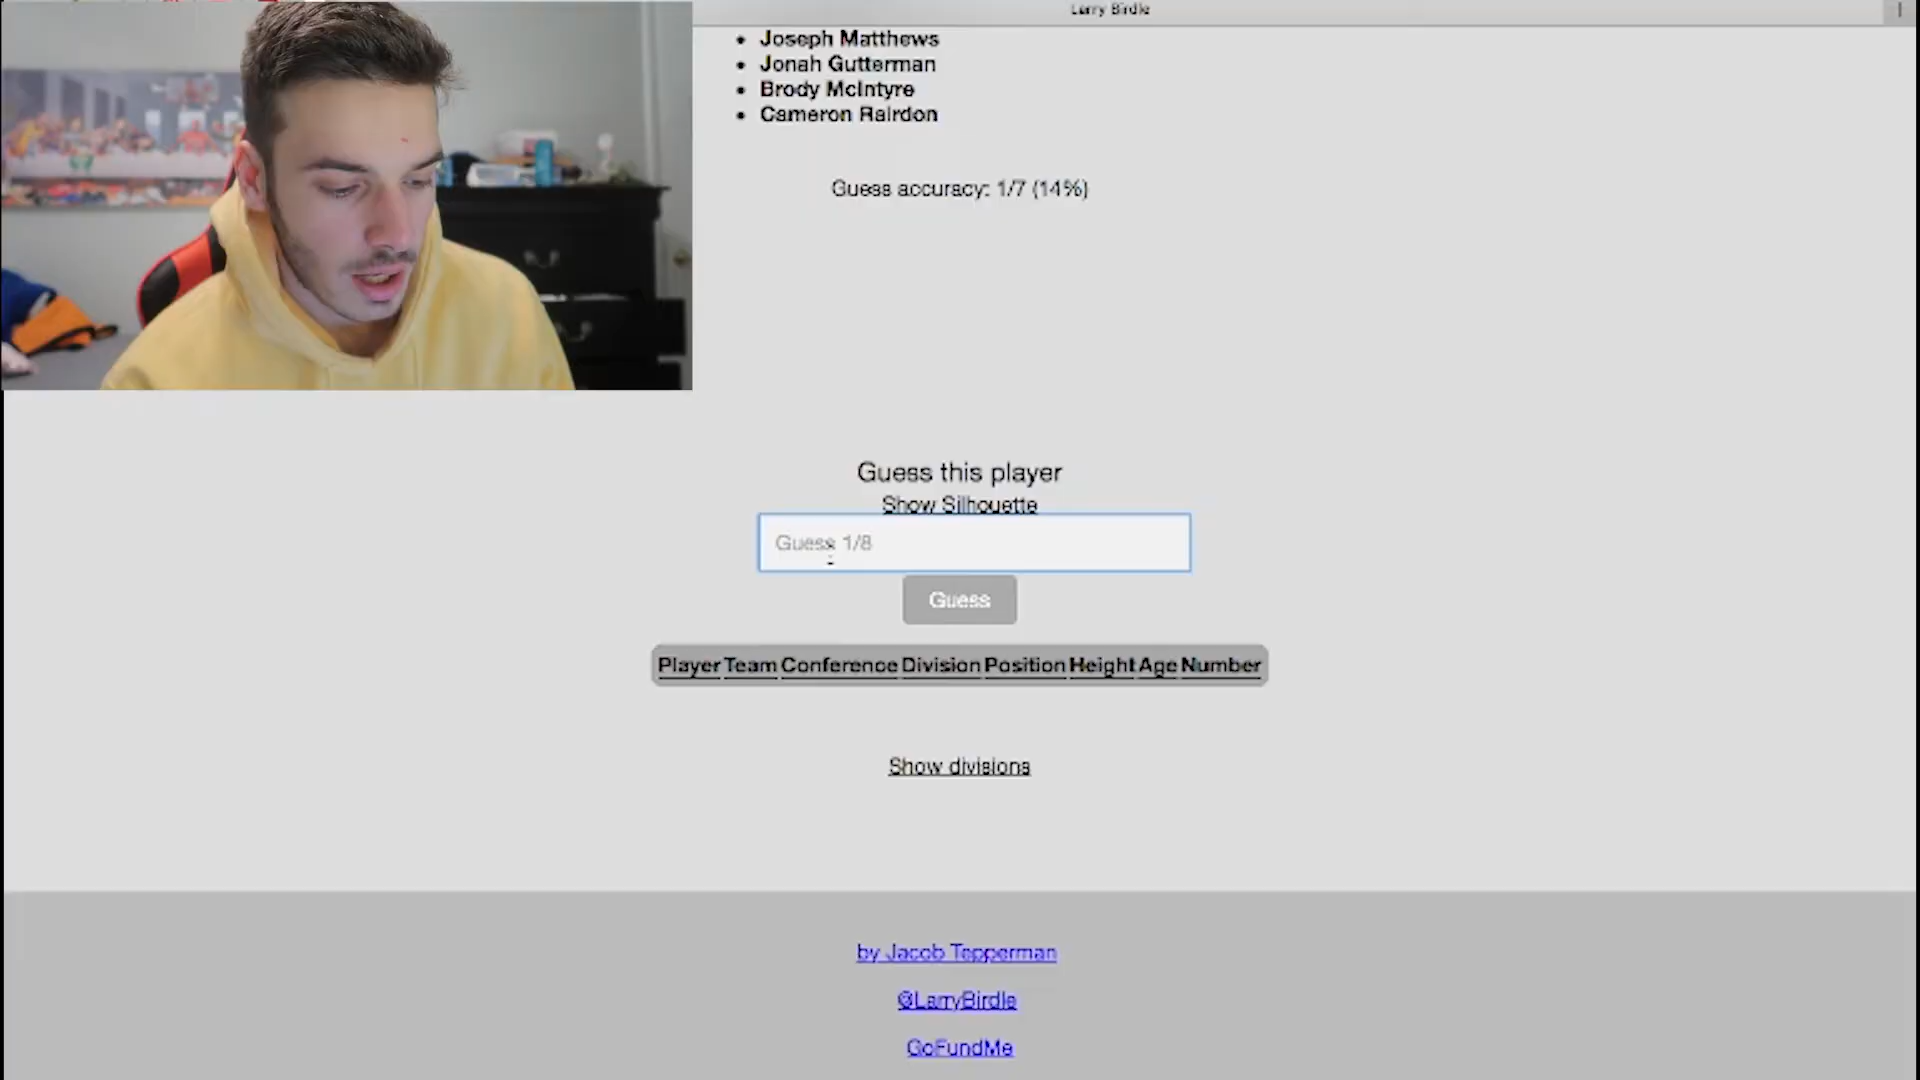 Larry Birdle
Joseph Matthews
Jonah Gutterman
Brody McIntyre
Cameron Rairdon
Guess accuracy: 1/7 (14%)
Guess this player
Show Silhouette
Guess 1/8
Guess
Player Team Conference Division Position Height Age Number
Show divisions
by Jacob Tepperman
@LarryBirdle
GoFundMe